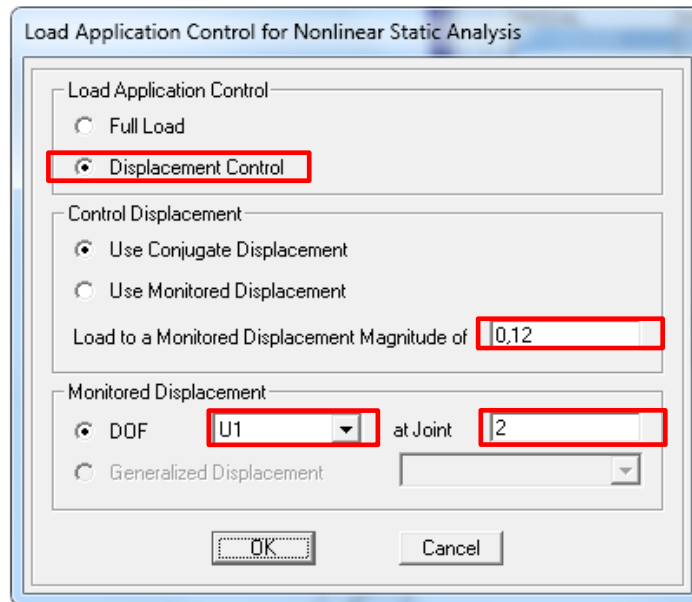 Load Application Control for Nonlinear Static Analysis
Load Application Control
Full Load
Displacement Control
Control Displacement
Use Conjugate Displacement
Use Monitored Displacement
Load to a Monitored Displacement Magnitude of 0,12
Monitored Displacement
DOF U1 at Joint 2
Generalized Displacement
OK Cancel